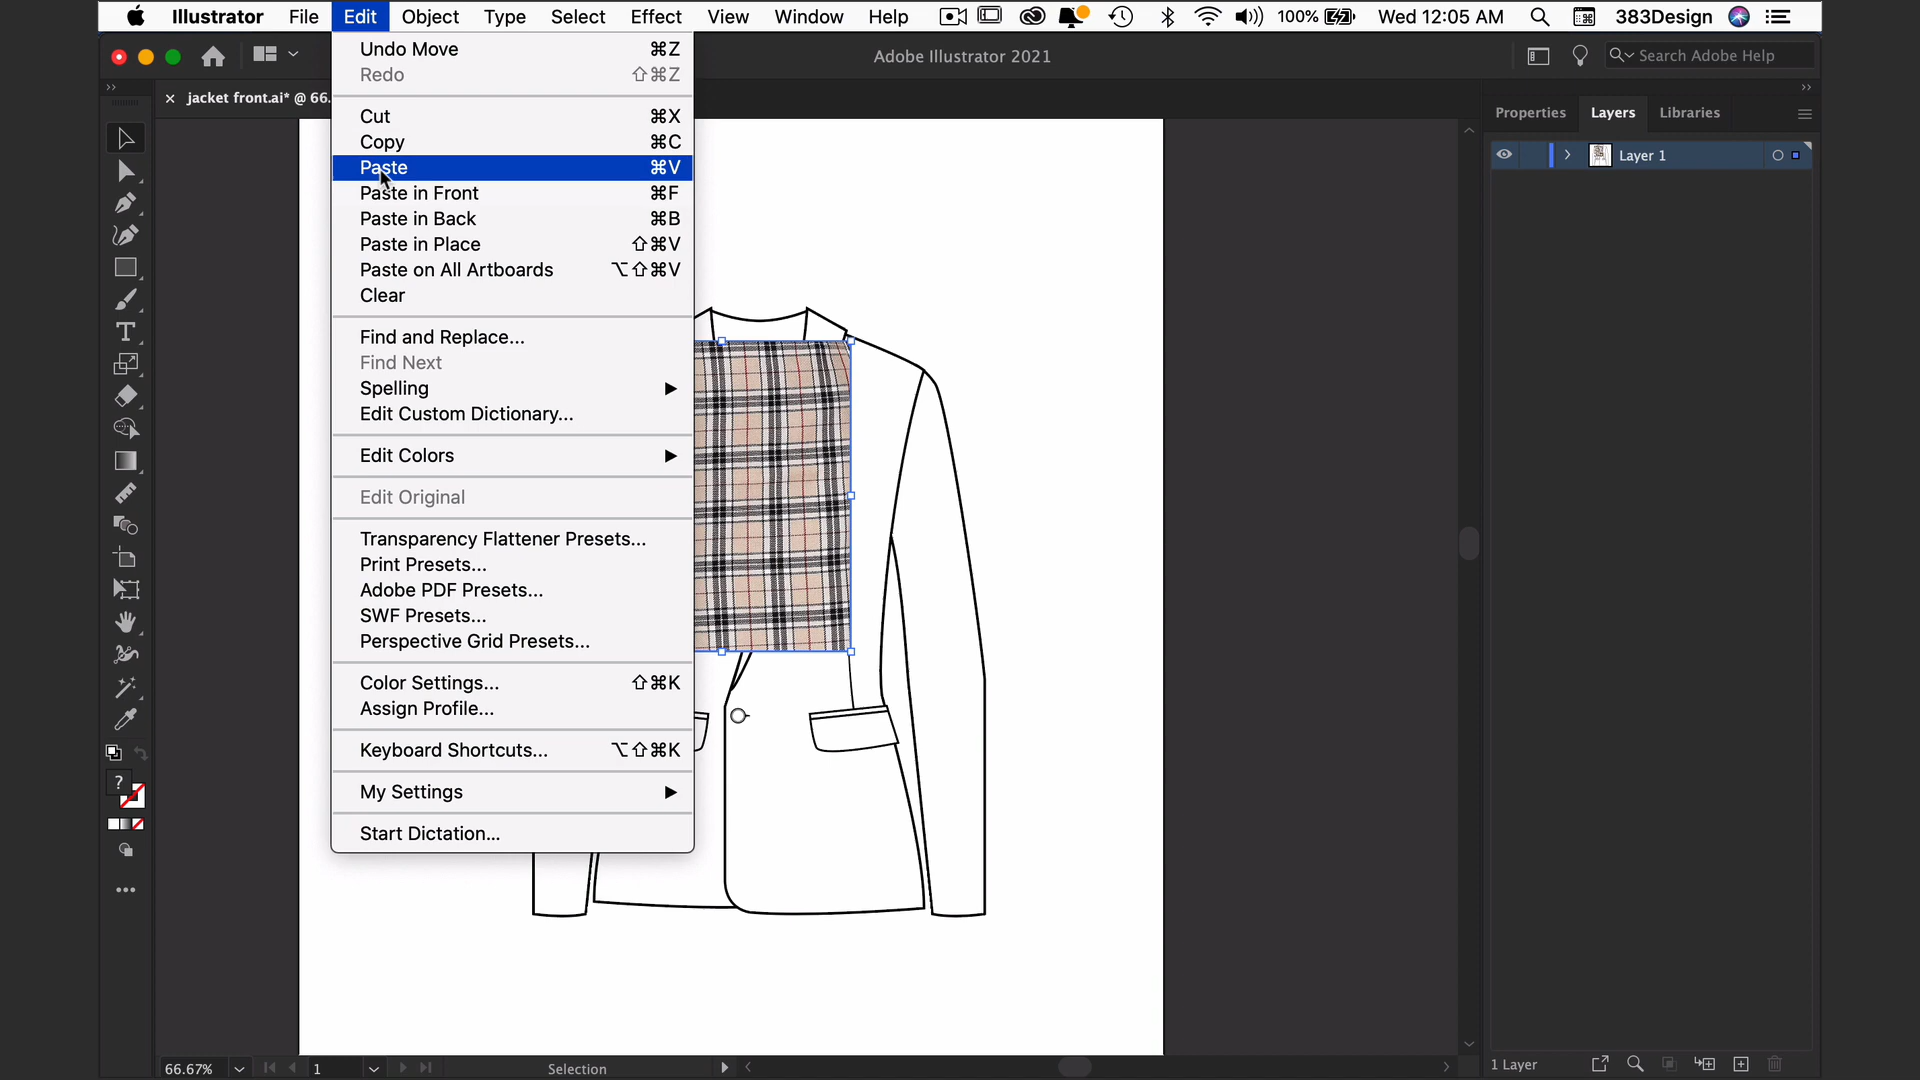 Illustrator File Edit Object Type Select Effect View Window Help 100% Wed 12:05 AM 383Design
Adobe Illustrator 2021
Search Adobe Help
jacket front.ai* @ 66.
Undo Move ⌘Z
Redo ⇧⌘Z
Cut ⌘X
Copy ⌘C
Paste ⌘V
Paste in Front ⌘F
Paste in Back ⌘B
Paste in Place ⇧⌘V
Paste on All Artboards ⌥⇧⌘V
Clear
Find and Replace...
Find Next
Spelling
Edit Custom Dictionary...
Edit Colors
Edit Original
Transparency Flattener Presets...
Print Presets...
Adobe PDF Presets...
SWF Presets...
Perspective Grid Presets...
Color Settings... ⇧⌘K
Assign Profile...
Keyboard Shortcuts... ⌥⇧⌘K
My Settings
Start Dictation...
Properties Layers Libraries
Layer 1
?
66.67% 1 Selection
1 Layer